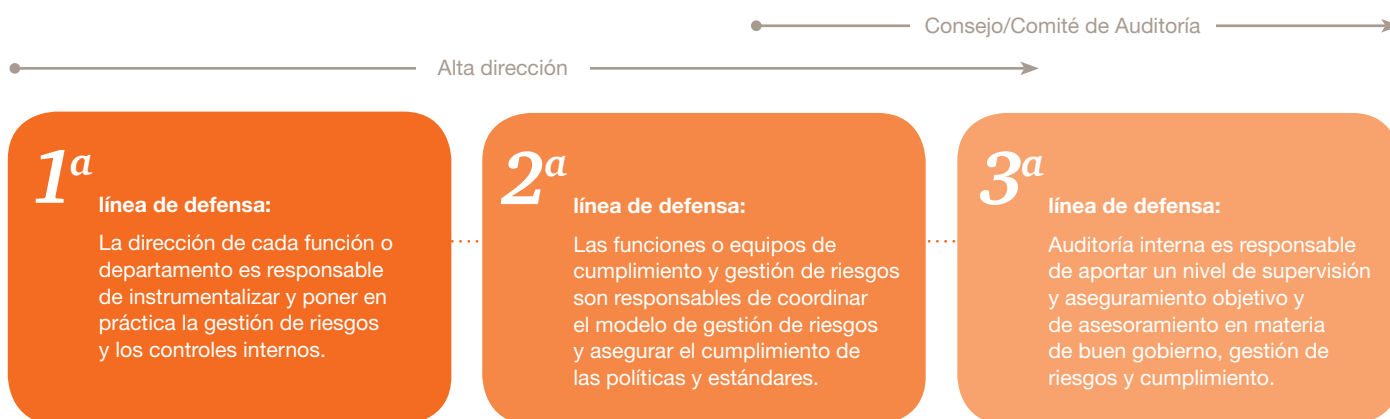 Consejo/Comité de Auditoría
Alta dirección
1ª
línea de defensa:
La dirección de cada función o
departamento es responsable
de instrumentalizar y poner en
práctica la gestión de riesgos
y los controles internos.
2ª
línea de defensa:
Las funciones o equipos de
cumplimiento y gestión de riesgos
son responsables de coordinar
el modelo de gestión de riesgos
y asegurar el cumplimiento de
las políticas y estándares.
3ª
línea de defensa:
Auditoría interna es responsable
de aportar un nivel de supervisión
y aseguramiento objetivo y
de asesoramiento en materia
de buen gobierno, gestión de
riesgos y cumplimiento.